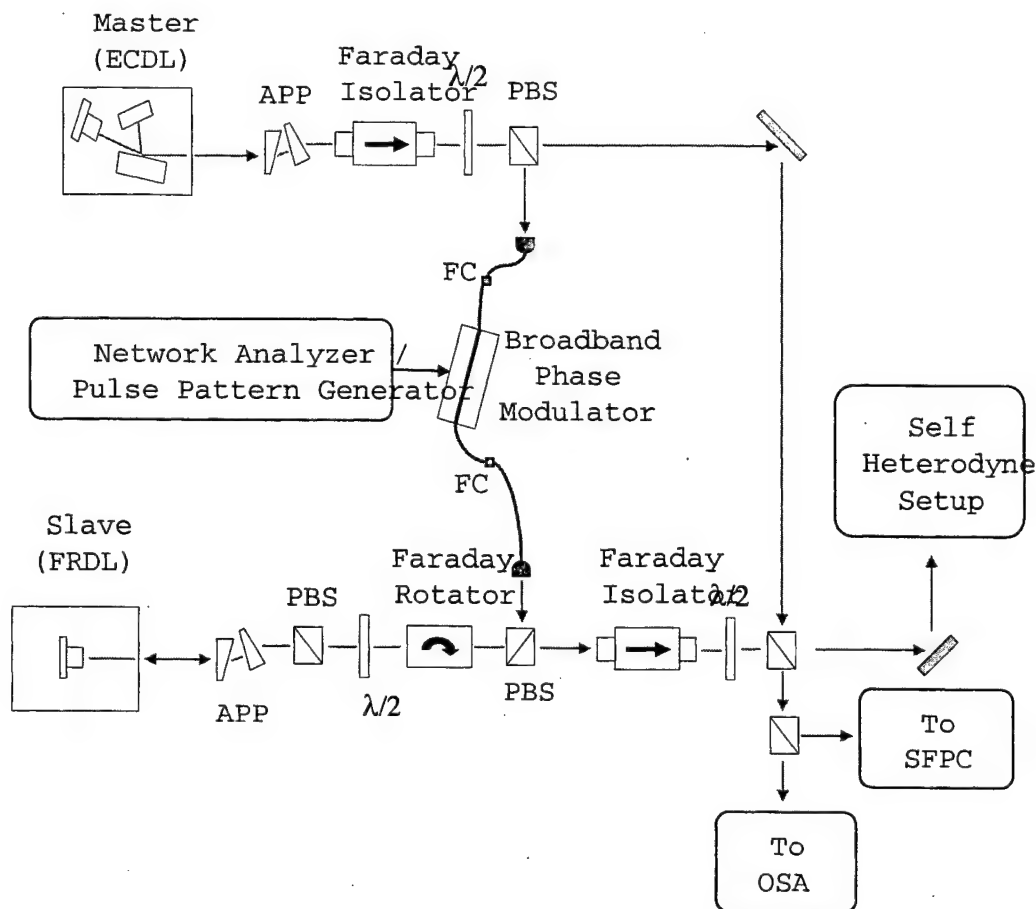 Master
(ECDL)
Faraday
Isolator
λ/2
APP
PBS
FC
Network Analyzer /
Pulse Pattern Generator
Broadband
Phase
Modulator
FC
Self
Heterodyne
Setup
Slave
(FRDL)
PBS
Faraday
Rotator
Faraday
Isolator
λ/2
APP
λ/2
PBS
To
SFPC
To
OSA